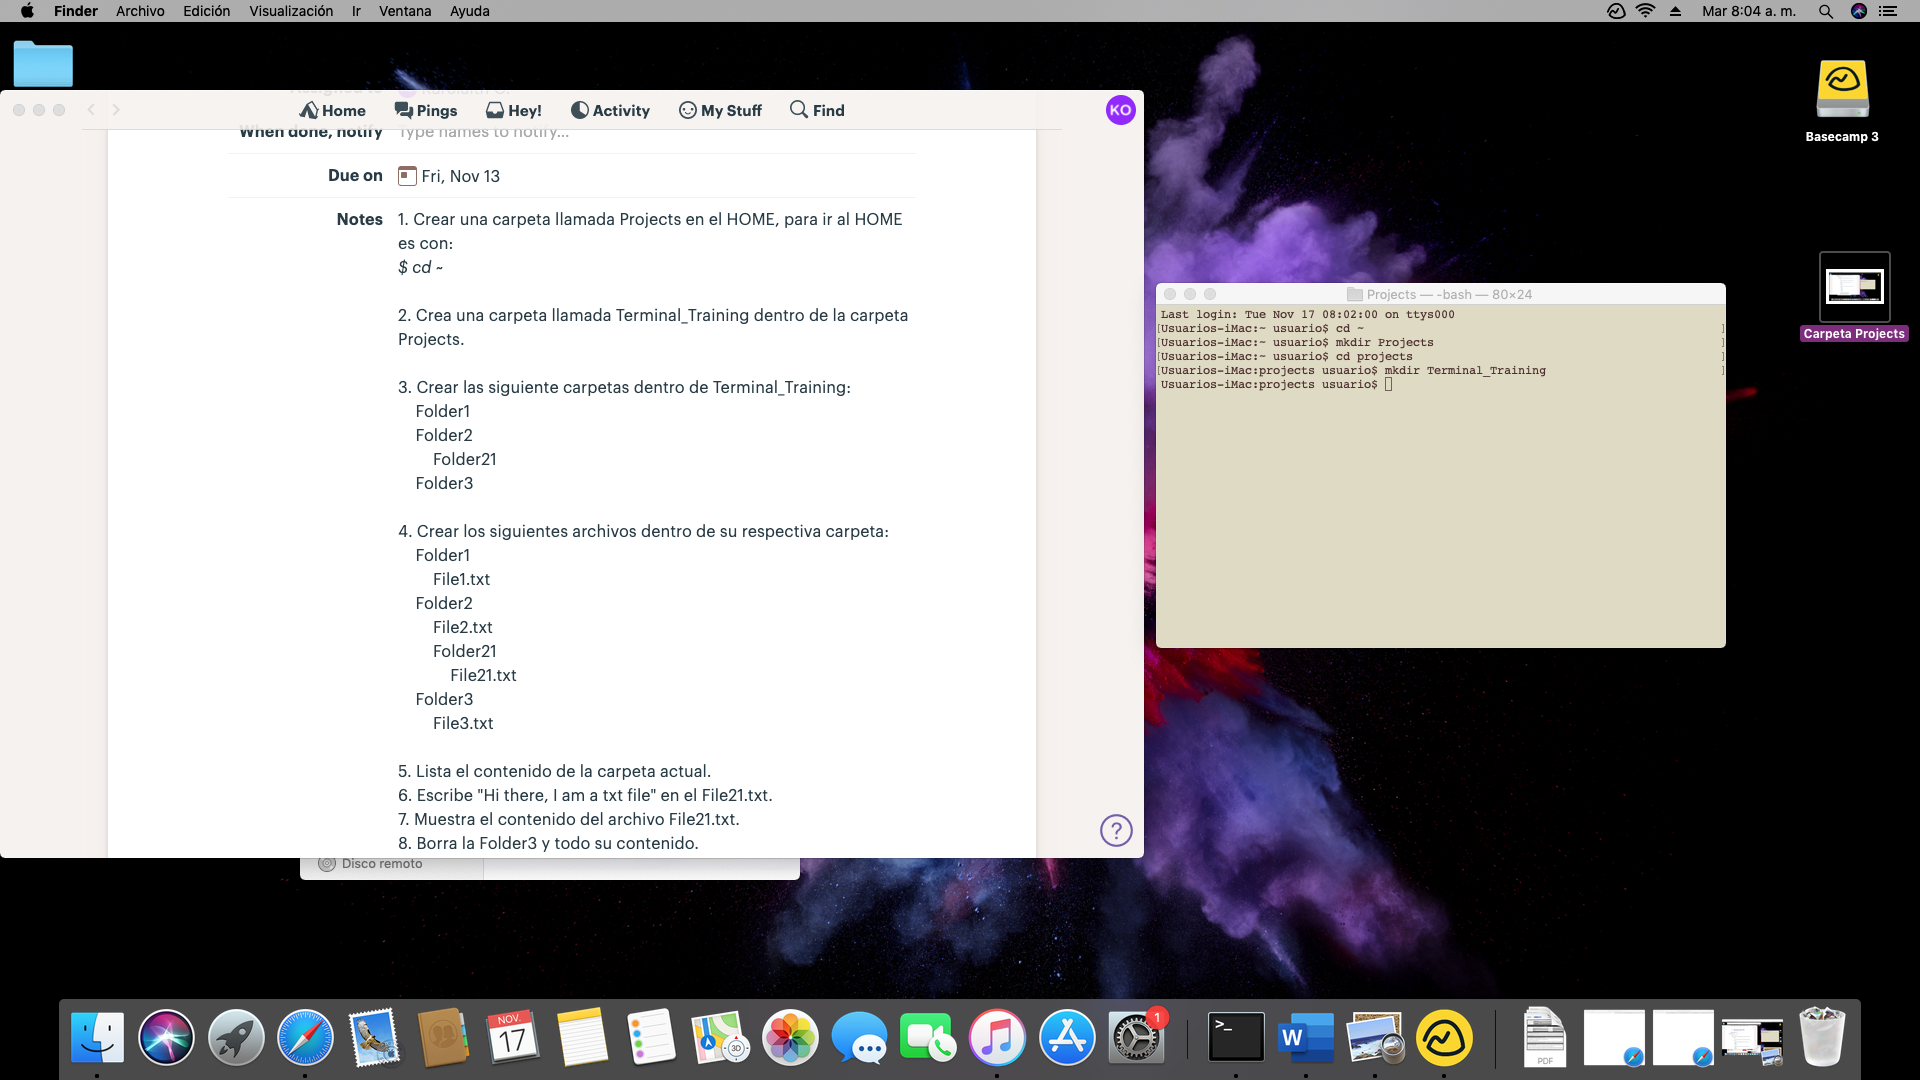 Finder Archivo Edición Visualización Ir Ventana Ayuda
Mar 8:04 a. m.
Home Pings Hey! Activity My Stuff Find
KO
When done, notify Type names to notify...
Due on Fri, Nov 13
Notes 1. Crear una carpeta llamada Projects en el HOME, para ir al HOME
es con:
$ cd ~
2. Crea una carpeta llamada Terminal_Training dentro de la carpeta
Projects.
3. Crear las siguiente carpetas dentro de Terminal_Training:
Folder1
Folder2
Folder21
Folder3
4. Crear los siguientes archivos dentro de su respectiva carpeta:
Folder1
File1.txt
Folder2
File2.txt
Folder21
File21.txt
Folder3
File3.txt
5. Lista el contenido de la carpeta actual.
6. Escribe "Hi there, I am a txt file" en el File21.txt.
7. Muestra el contenido del archivo File21.txt.
8. Borra la Folder3 y todo su contenido.
?
Disco remoto
Projects — -bash — 80×24
Last login: Tue Nov 17 08:02:00 on ttys000
[Usuarios-iMac:~ usuario$ cd ~ ]
[Usuarios-iMac:~ usuario$ mkdir Projects ]
[Usuarios-iMac:~ usuario$ cd projects ]
[Usuarios-iMac:projects usuario$ mkdir Terminal_Training ]
Usuarios-iMac:projects usuario$
Basecamp 3
Carpeta Projects
NOV.
17
3D
1
>_
W
PDF